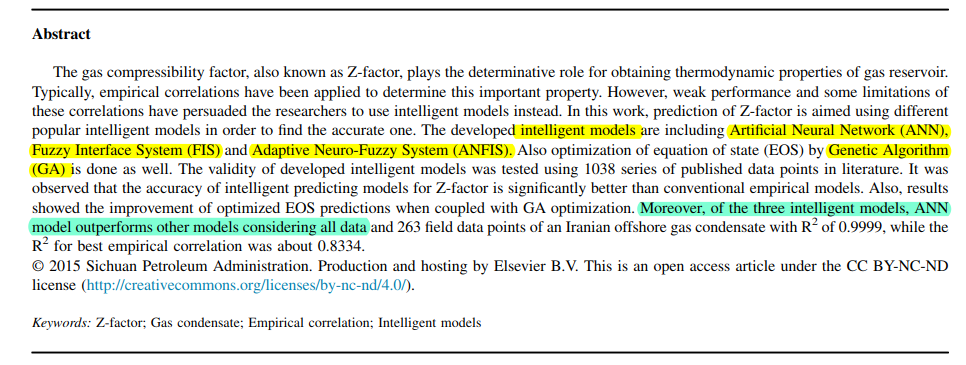 Abstract
The gas compressibility factor, also known as Z-factor, plays the determinative role for obtaining thermodynamic properties of gas reservoir.
Typically, empirical correlations have been applied to determine this important property. However, weak performance and some limitations of
these correlations have persuaded the researchers to use intelligent models instead. In this work, prediction of Z-factor is aimed using different
popular intelligent models in order to find the accurate one. The developed intelligent models are including Artificial Neural Network (ANN),
Fuzzy Interface System (FIS) and Adaptive Neuro-Fuzzy System (ANFIS). Also optimization of equation of state (EOS) by Genetic Algorithm
(GA) is done as well. The validity of developed intelligent models was tested using 1038 series of published data points in literature. It was
observed that the accuracy of intelligent predicting models for Z-factor is significantly better than conventional empirical models. Also, results
showed the improvement of optimized EOS predictions when coupled with GA optimization. Moreover, of the three intelligent models, ANN
model outperforms other models considering all data and 263 field data points of an Iranian offshore gas condensate with R² of 0.9999, while the
R² for best empirical correlation was about 0.8334.
© 2015 Sichuan Petroleum Administration. Production and hosting by Elsevier B.V. This is an open access article under the CC BY-NC-ND
license (http://creativecommons.org/licenses/by-nc-nd/4.0/).
Keywords: Z-factor; Gas condensate; Empirical correlation; Intelligent models